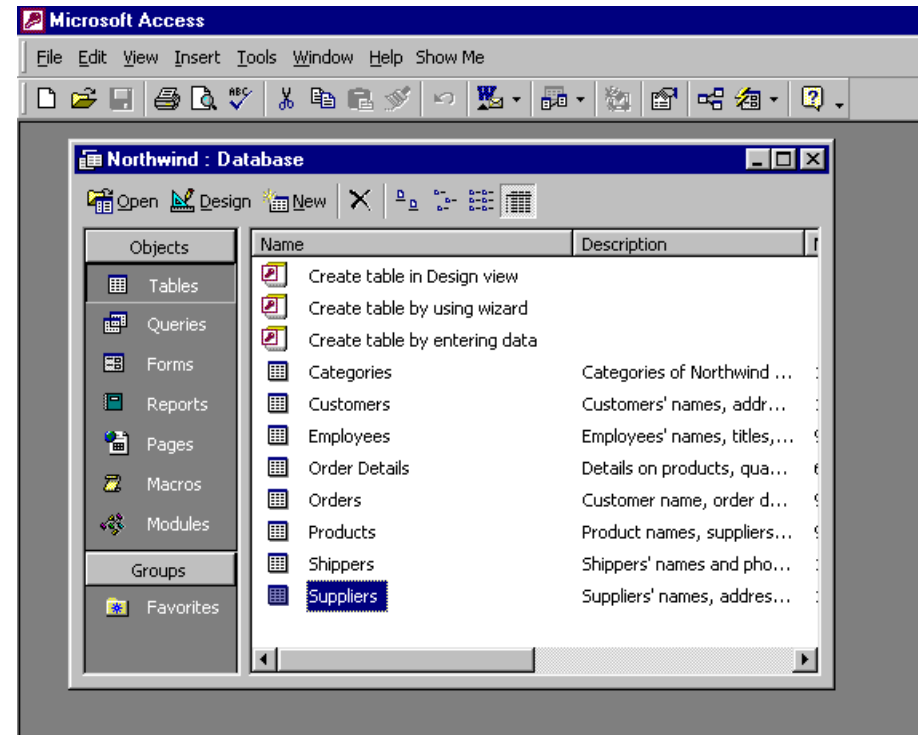 Microsoft Access
File Edit View Insert Tools Window Help Show Me
Northwind : Database
Open Design New
Objects
Tables
Queries
Forms
Reports
Pages
Macros
Modules
Groups
Favorites
Name Description
Create table in Design view
Create table by using wizard
Create table by entering data
Categories Categories of Northwind ...
Customers Customers' names, addr...
Employees Employees' names, titles,...
Order Details Details on products, qua...
Orders Customer name, order d...
Products Product names, suppliers...
Shippers Shippers' names and pho...
Suppliers Suppliers' names, addres...